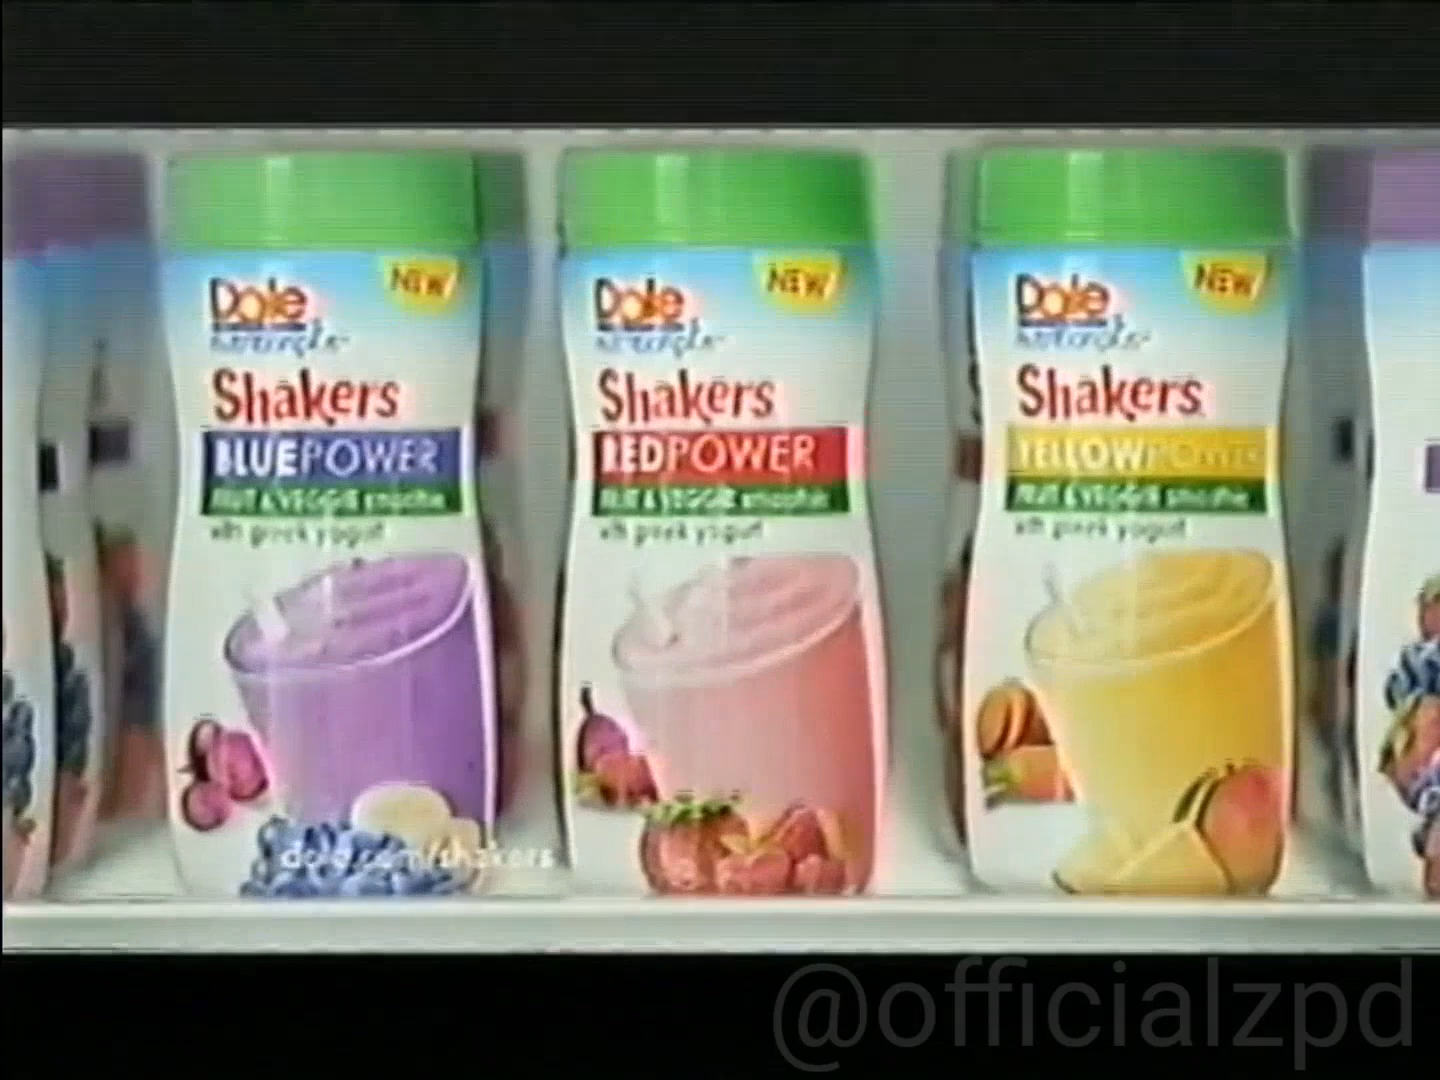 Dole
NEW
Shakers
BLUEPOWER
FRUIT & VEGGIE smoothie
with greek yogurt
Dole
NEW
Shakers
REDPOWER
FRUIT & VEGGIE smoothie
with greek yogurt
Dole
NEW
Shakers
YELLOWPOWER
FRUIT & VEGGIE smoothie
with greek yogurt
dole.com/shakers
@officialzpd